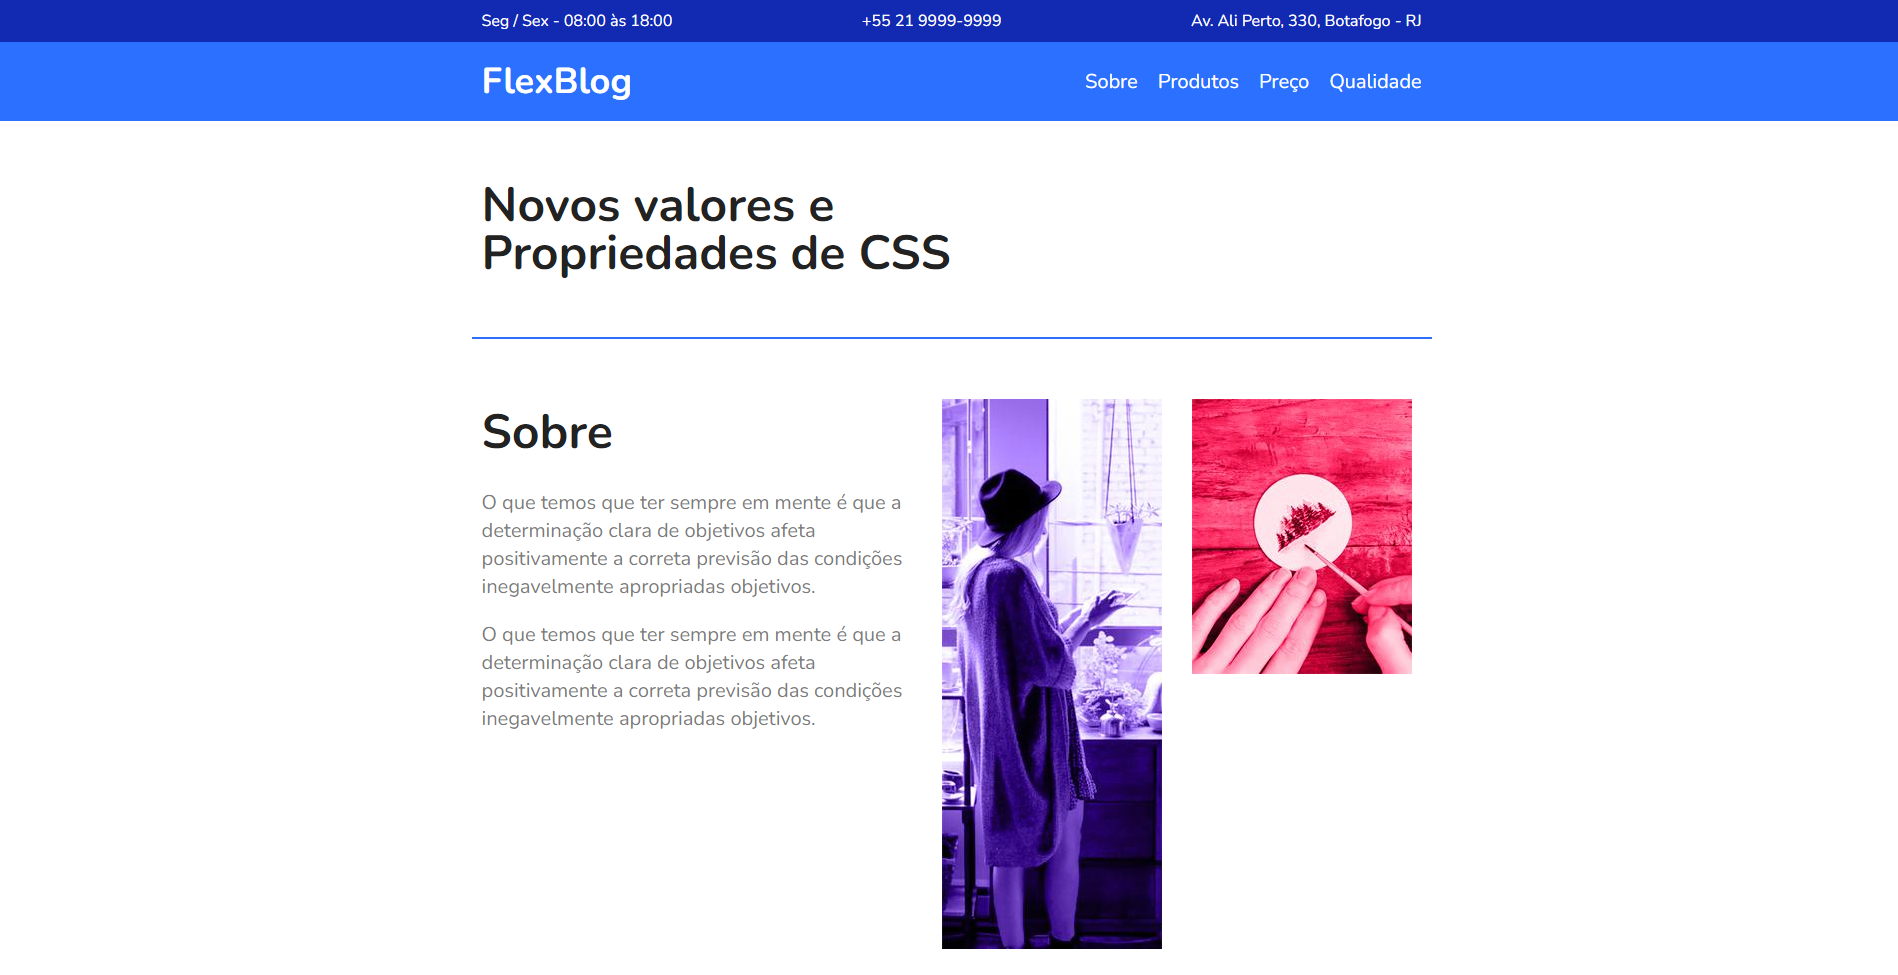 Seg / Sex - 08:00 às 18:00
+55 21 9999-9999
Av. Ali Perto, 330, Botafogo - RJ
FlexBlog
Sobre
Produtos
Preço
Qualidade
Novos valores e
Propriedades de CSS
Sobre
O que temos que ter sempre em mente é que a
determinação clara de objetivos afeta
positivamente a correta previsão das condições
inegavelmente apropriadas objetivos.
O que temos que ter sempre em mente é que a
determinação clara de objetivos afeta
positivamente a correta previsão das condições
inegavelmente apropriadas objetivos.